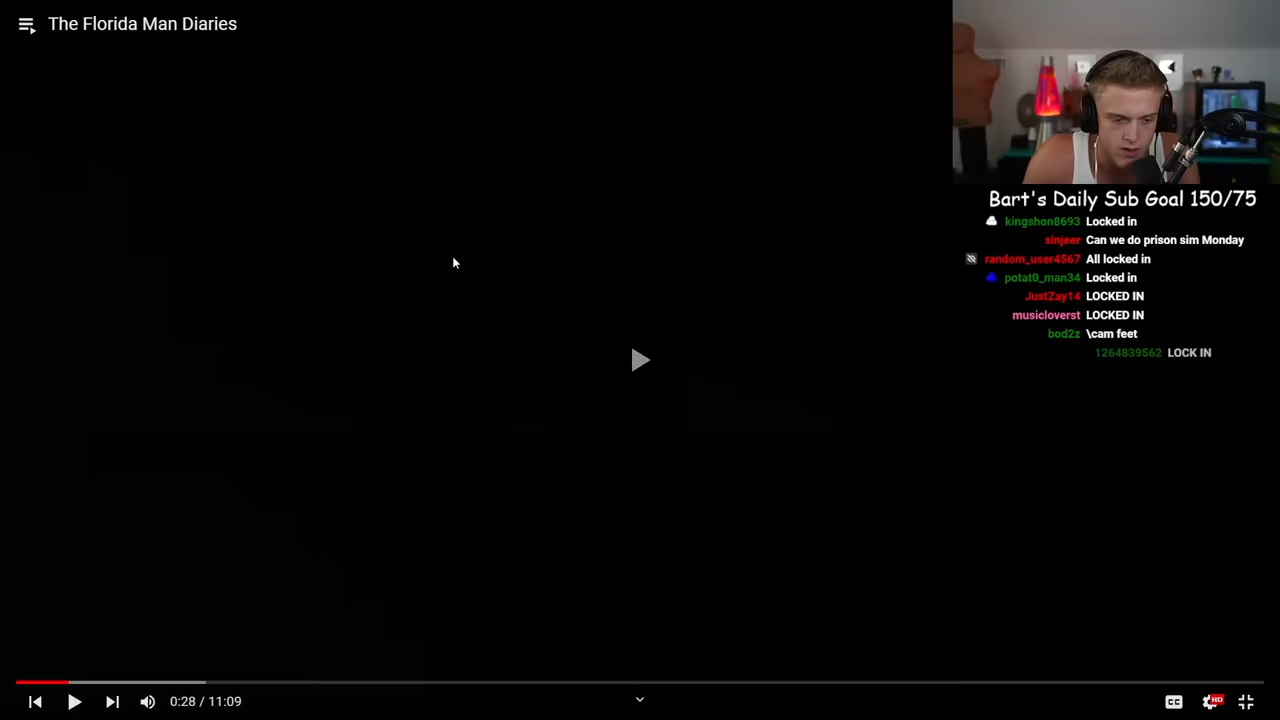 The Florida Man Diaries
Bart's Daily Sub Goal 150/75
kingshon8693 Locked in
sinjeer Can we do prison sim Monday
random_user4567 All locked in
potat0_man34 Locked in
JustZay14 LOCKED IN
musicloverst LOCKED IN
bod2z \cam feet
1264839562 LOCK IN
0:28 / 11:09
CC
HD